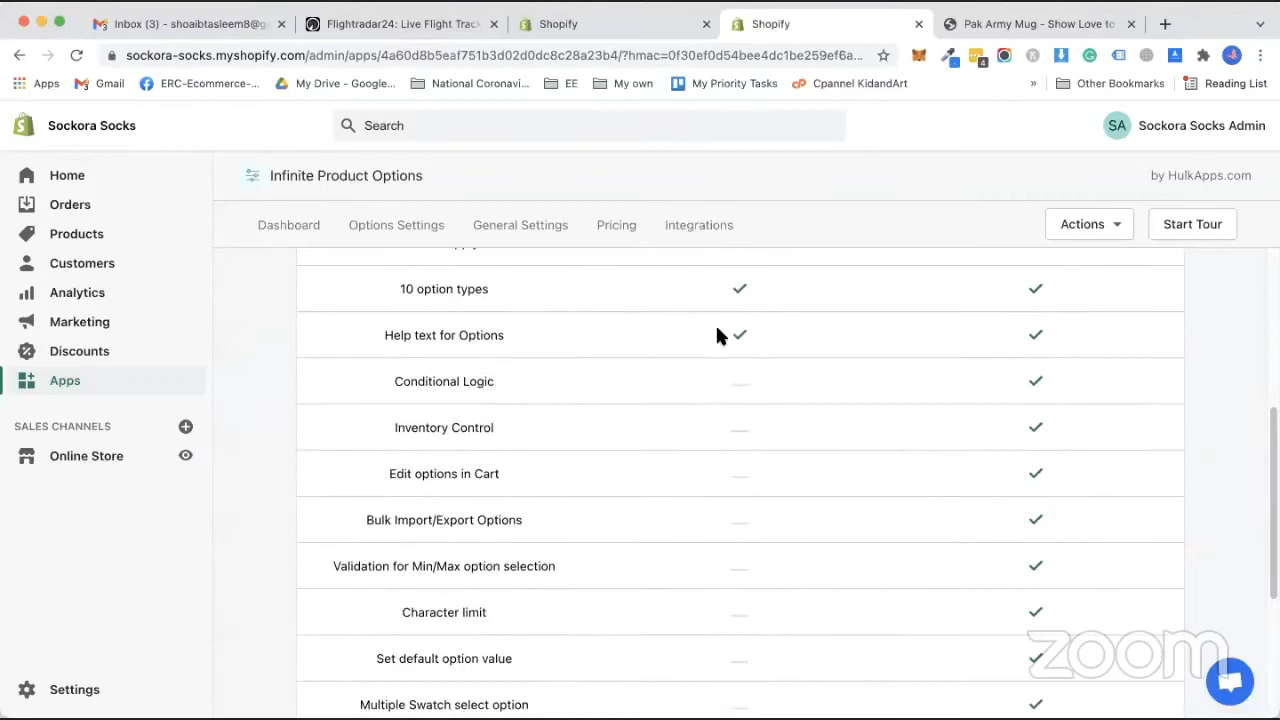 Inbox (3) - shoaibtasleem8@g
Flightradar24: Live Flight Track
Shopify
Shopify
Pak Army Mug - Show Love to
sockora-socks.myshopify.com/admin/apps/4a60d8b5eaf751b3d02d0dc8c28a23b4/?hmac=0f30ef0d54bee4dc1be259ef6a...
4
Apps
Gmail
ERC-Ecommerce-...
My Drive - Google...
National Coronavi...
EE
My own
My Priority Tasks
Cpannel KidandArt
»
Other Bookmarks
Reading List
Sockora Socks
Search
SA
Sockora Socks Admin
Home
Orders
Products
Customers
Analytics
Marketing
Discounts
Apps
SALES CHANNELS
Online Store
Settings
Infinite Product Options
by HulkApps.com
Dashboard
Options Settings
General Settings
Pricing
Integrations
Actions
Start Tour
10 option types
Help text for Options
Conditional Logic
Inventory Control
Edit options in Cart
Bulk Import/Export Options
Validation for Min/Max option selection
Character limit
Set default option value
Multiple Swatch select option
zoom